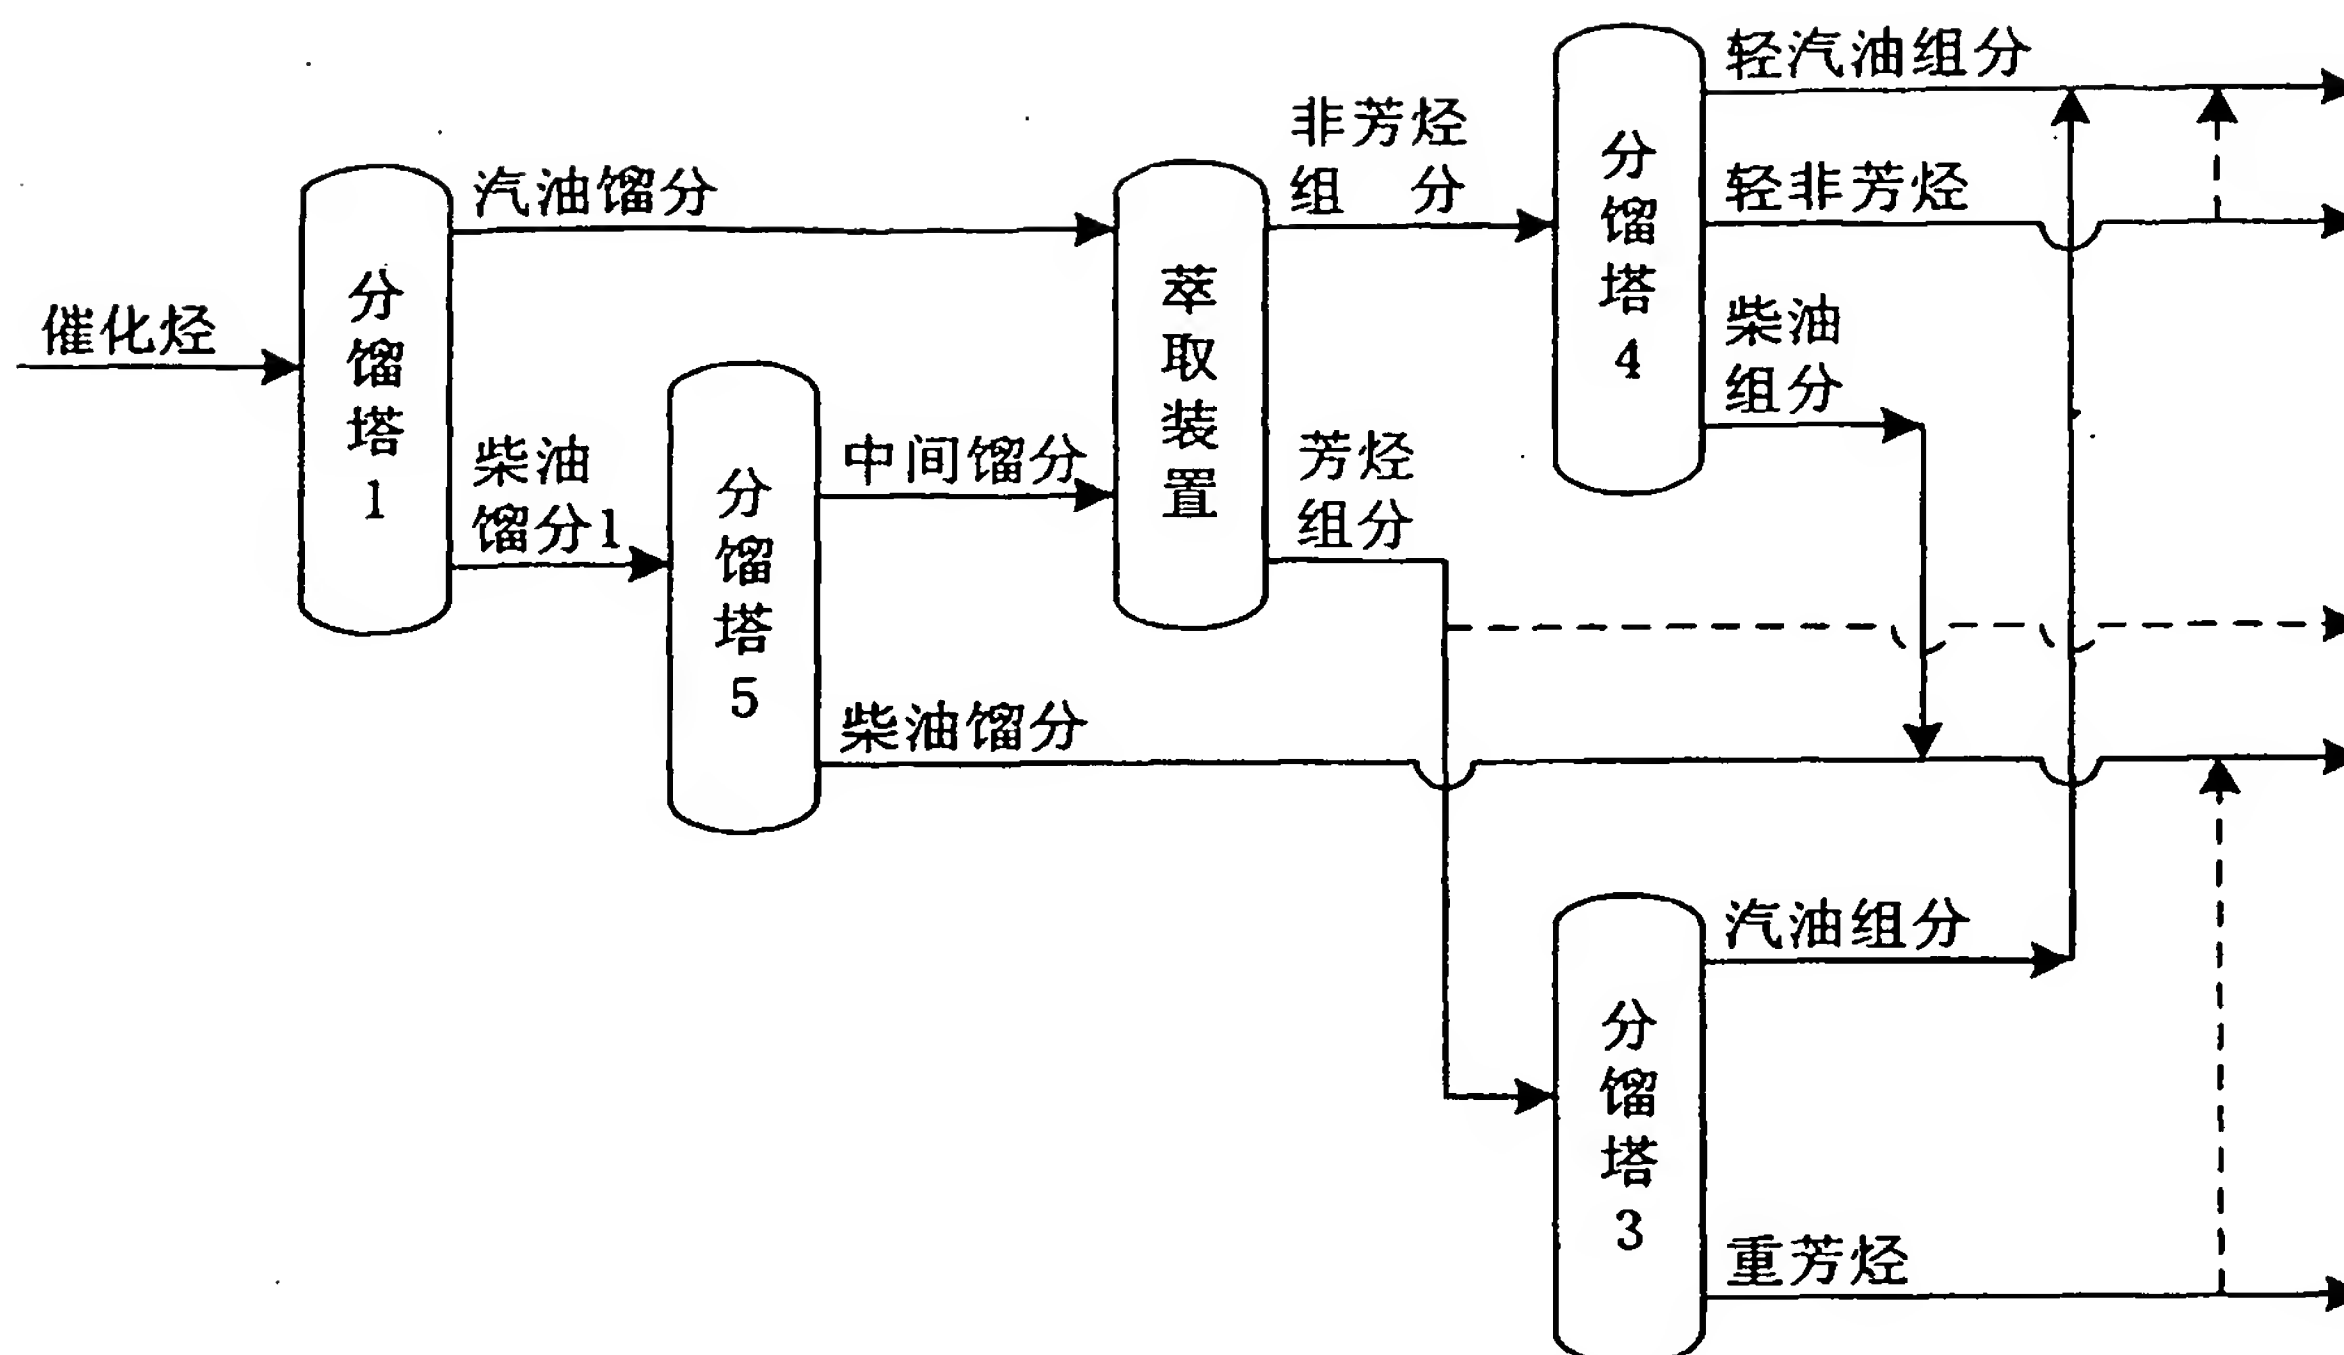 催化烃
分
馏
塔
1
汽油馏分
柴油
馏分1
分
馏
塔
5
中间馏分
柴油馏分
萃
取
装
置
非芳烃
组 分
芳烃
组分
分
馏
塔
4
轻汽油组分
轻非芳烃
柴油
组分
分
馏
塔
3
汽油组分
重芳烃